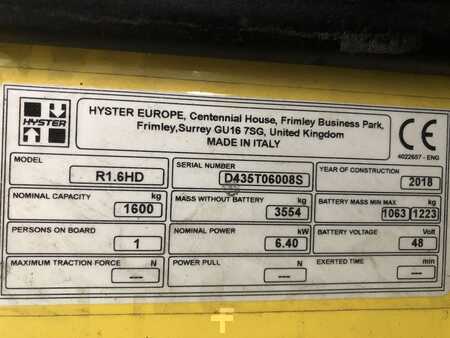 HYSTER
HYSTER EUROPE, Centennial House, Frimley Business Park,
Frimley, Surrey GU16 7SG, United Kingdom
MADE IN ITALY
CE
4022657 - ENG
MODEL
R1.6HD
SERIAL NUMBER
D435T06008S
YEAR OF CONSTRUCTION
2018
NOMINAL CAPACITY kg
1600
MASS WITHOUT BATTERY kg
3554
BATTERY MASS MIN MAX kg
1063 1223
PERSONS ON BOARD
1
NOMINAL POWER kW
6.40
BATTERY VOLTAGE Volt
48
MAXIMUM TRACTION FORCE N
---
POWER PULL N
---
EXERTED TIME min
---